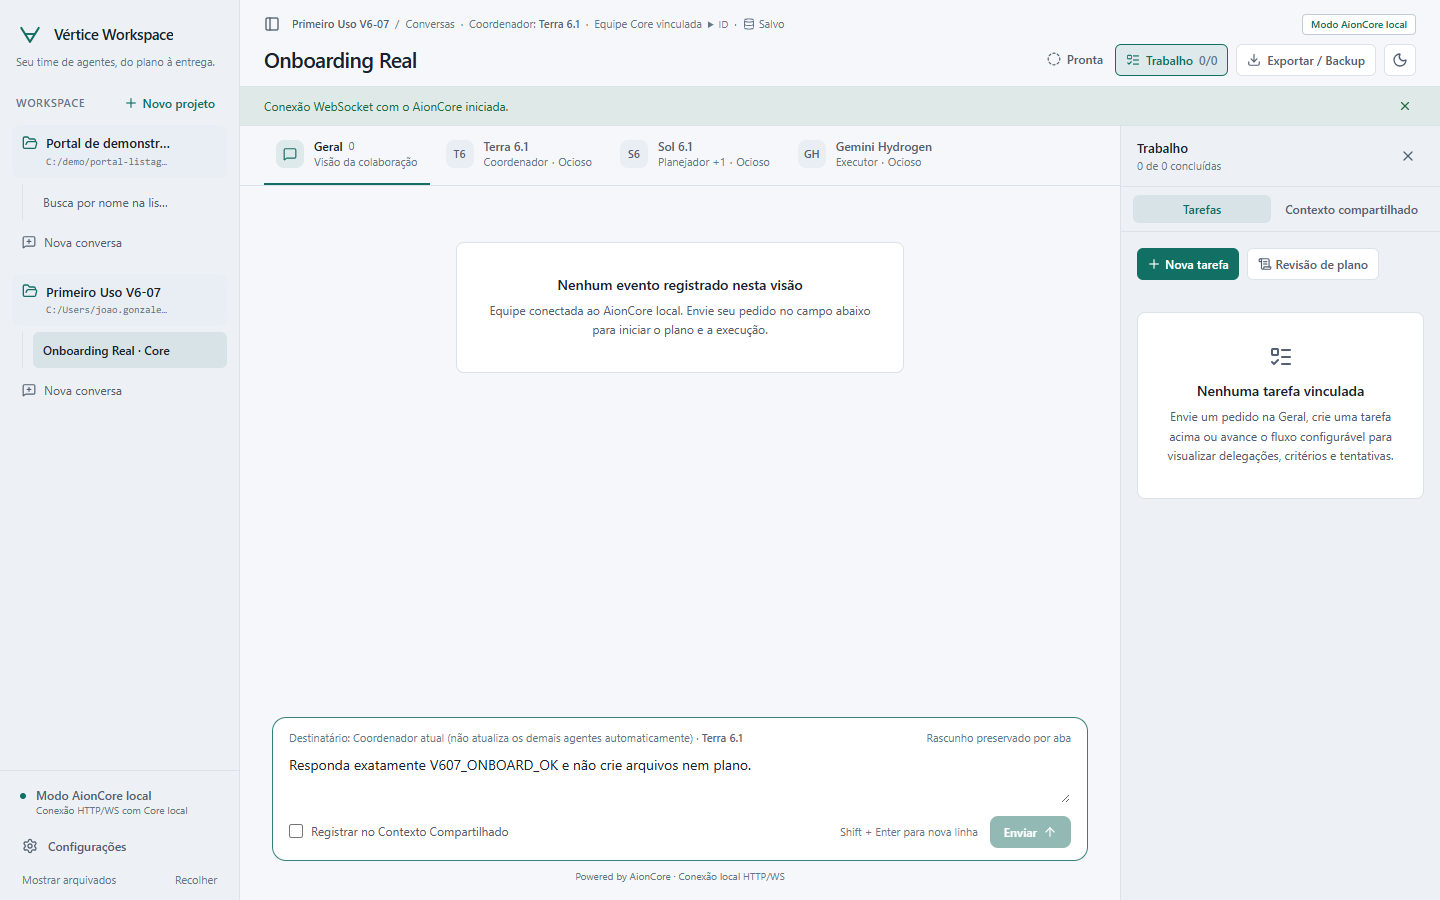 Vértice Workspace
Seu time de agentes, do plano à entrega.
WORKSPACE
+ Novo projeto
Portal de demonstr...
C:/demo/portal-listag…
Busca por nome na lis...
Nova conversa
Primeiro Uso V6-07
C:/Users/joao.gonzale…
Onboarding Real · Core
Nova conversa
Modo AionCore local
Conexão HTTP/WS com Core local
Configurações
Mostrar arquivados
Recolher
Primeiro Uso V6-07 / Conversas · Coordenador: Terra 6.1 · Equipe Core vinculada ▸ ID · Salvo
Modo AionCore local
Onboarding Real
Pronta
Trabalho 0/0
Exportar / Backup
Conexão WebSocket com o AionCore iniciada.
Geral 0
Visão da colaboração
T6
Terra 6.1
Coordenador · Ocioso
S6
Sol 6.1
Planejador +1 · Ocioso
GH
Gemini Hydrogen
Executor · Ocioso
Nenhum evento registrado nesta visão
Equipe conectada ao AionCore local. Envie seu pedido no campo abaixo
para iniciar o plano e a execução.
Destinatário: Coordenador atual (não atualiza os demais agentes automaticamente) · Terra 6.1
Rascunho preservado por aba
Responda exatamente V607_ONBOARD_OK e não crie arquivos nem plano.
Registrar no Contexto Compartilhado
Shift + Enter para nova linha
Enviar
Powered by AionCore · Conexão local HTTP/WS
Trabalho
0 de 0 concluídas
Tarefas
Contexto compartilhado
+ Nova tarefa
Revisão de plano
Nenhuma tarefa vinculada
Envie um pedido na Geral, crie uma tarefa
acima ou avance o fluxo configurável para
visualizar delegações, critérios e tentativas.